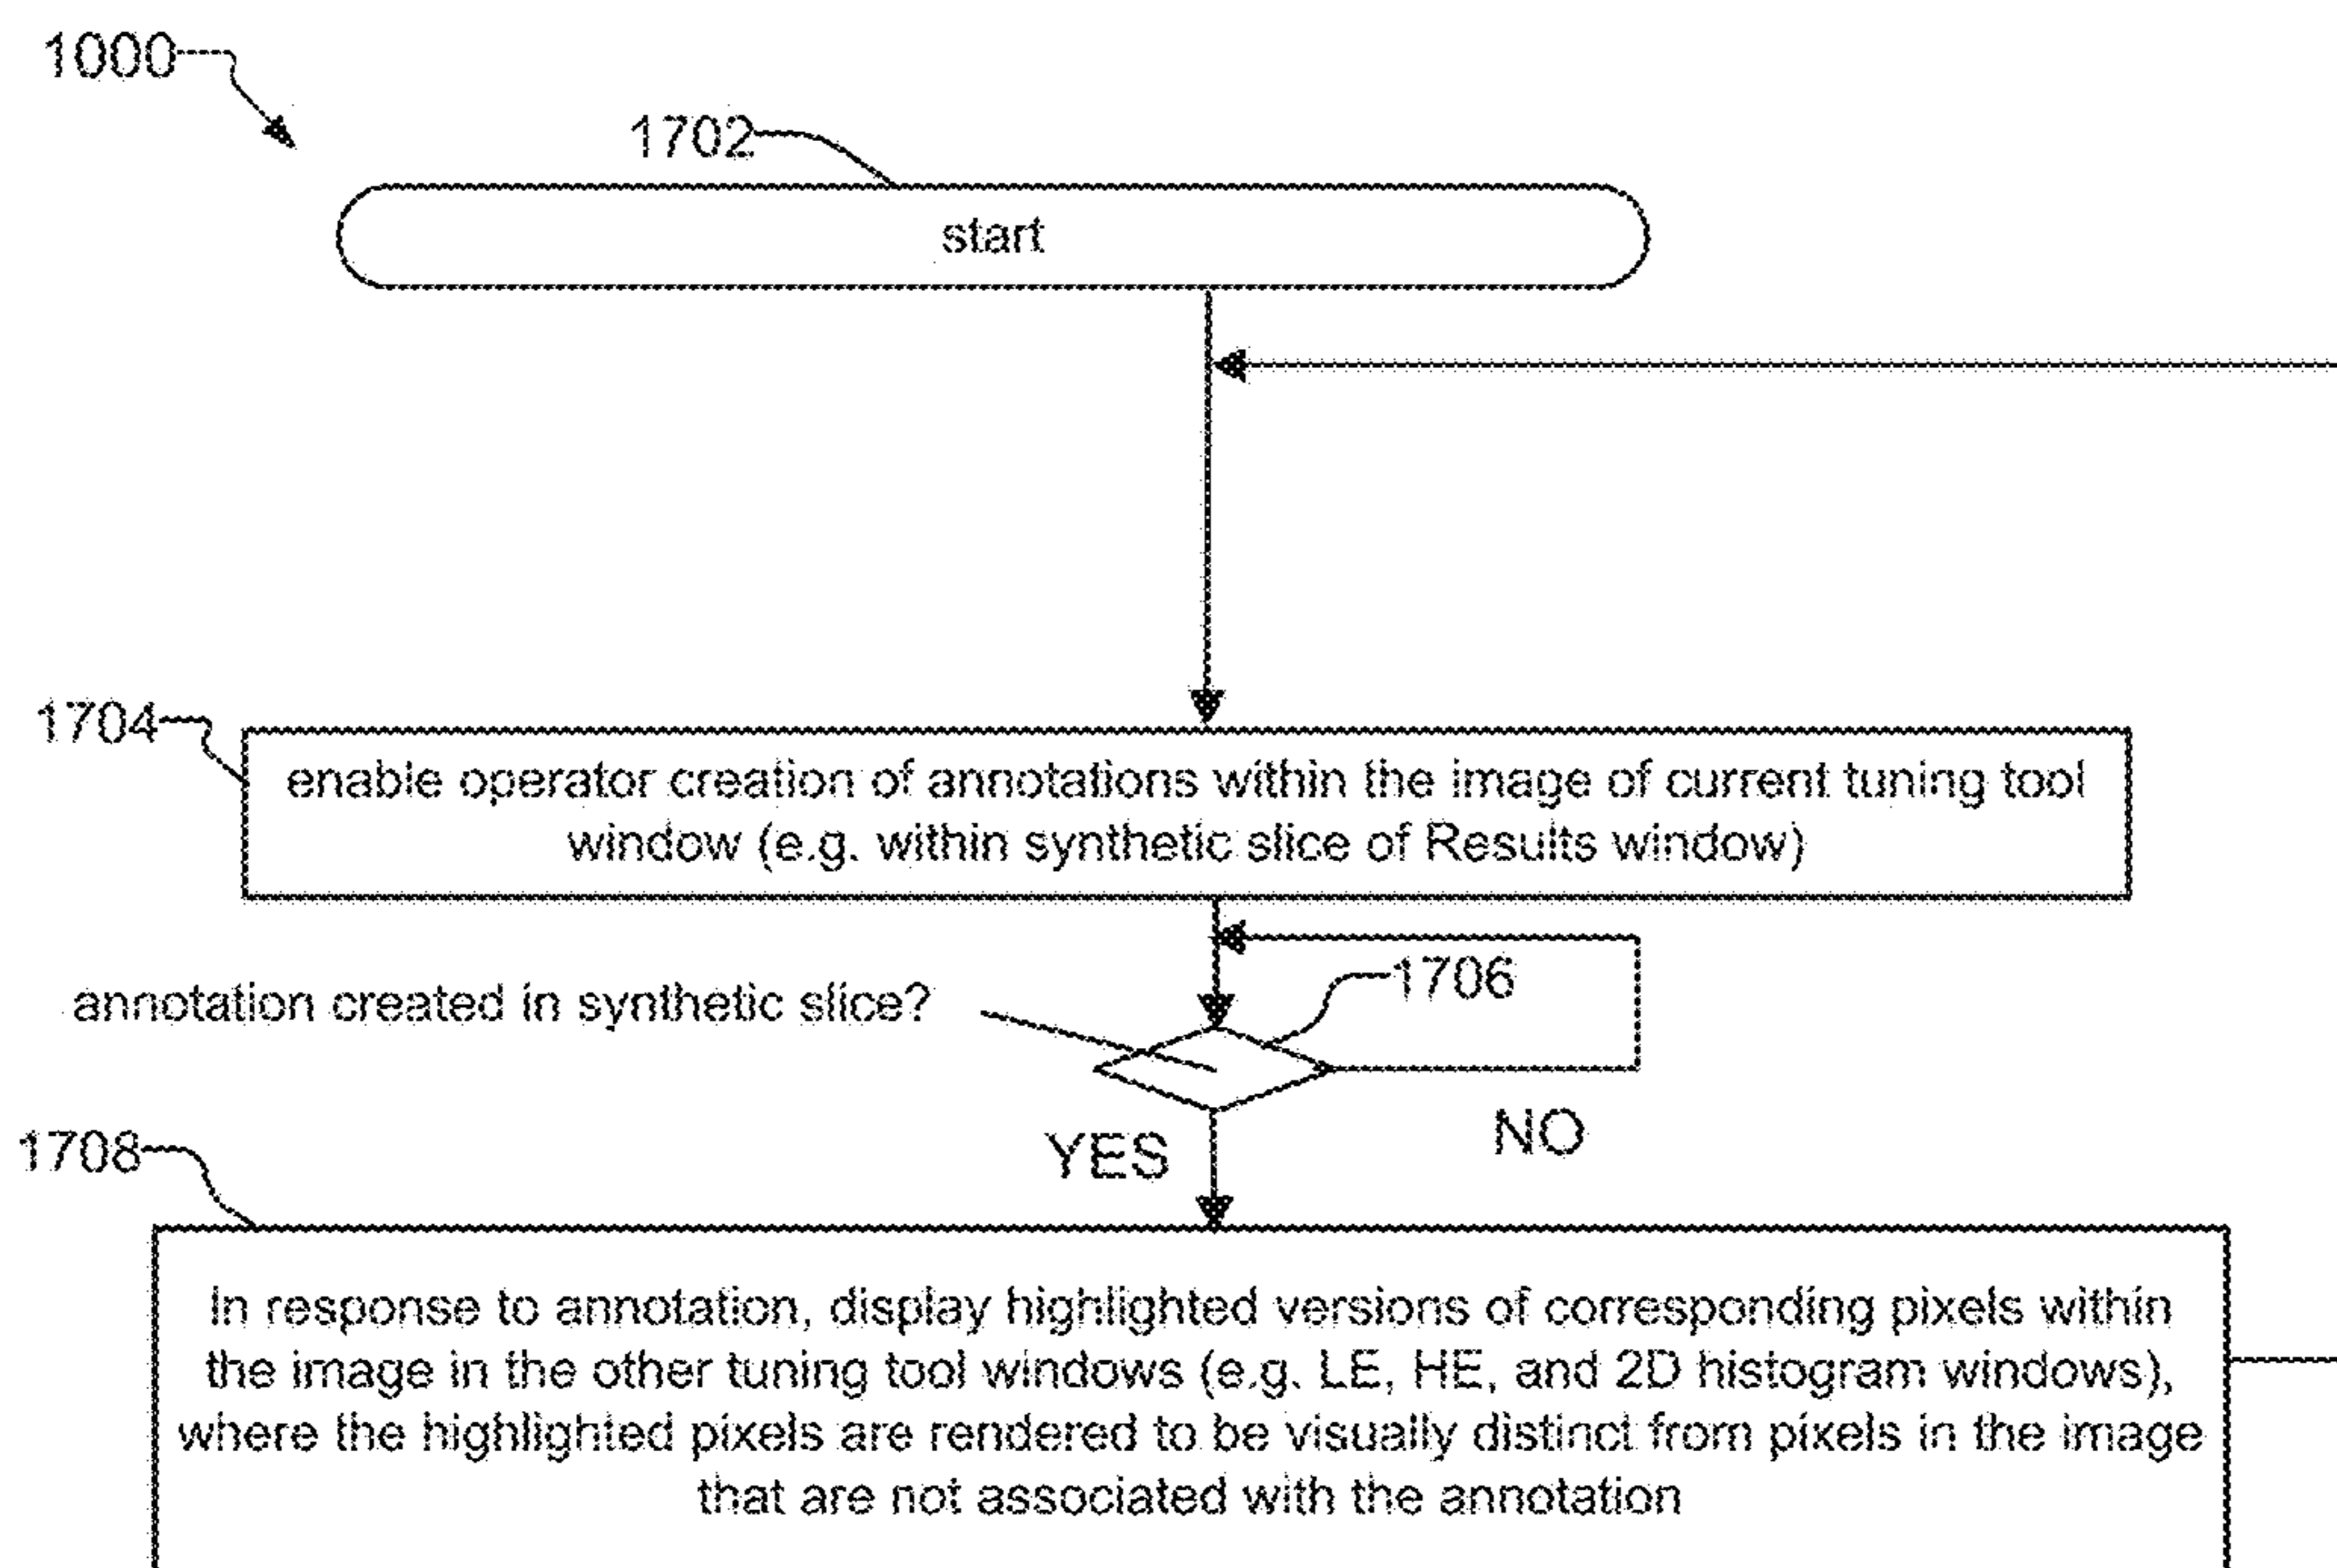 1000
1702
start
1704
enable operator creation of annotations within the image of current tuning tool
window (e.g. within synthetic slice of Results window)
annotation created in synthetic slice?
1706
YES
NO
1708
In response to annotation, display highlighted versions of corresponding pixels within
the image in the other tuning tool windows (e.g. LE, HE, and 2D histogram windows),
where the highlighted pixels are rendered to be visually distinct from pixels in the image
that are not associated with the annotation